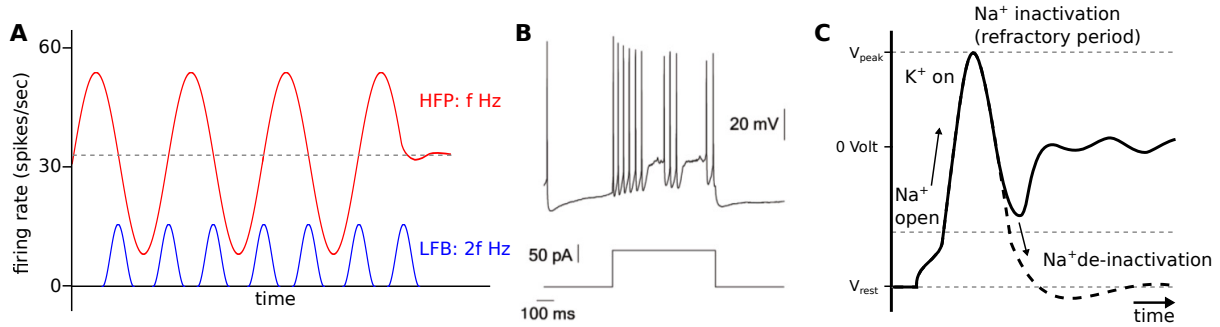 A
firing rate (spikes/sec)
60
30
0
HFP: f Hz
LFB: 2f Hz
time
B
20 mV
50 pA
100 ms
C
Na⁺ inactivation
(refractory period)
V_peak
K⁺ on
0 Volt
Na⁺
open
Na⁺de-inactivation
V_rest
time